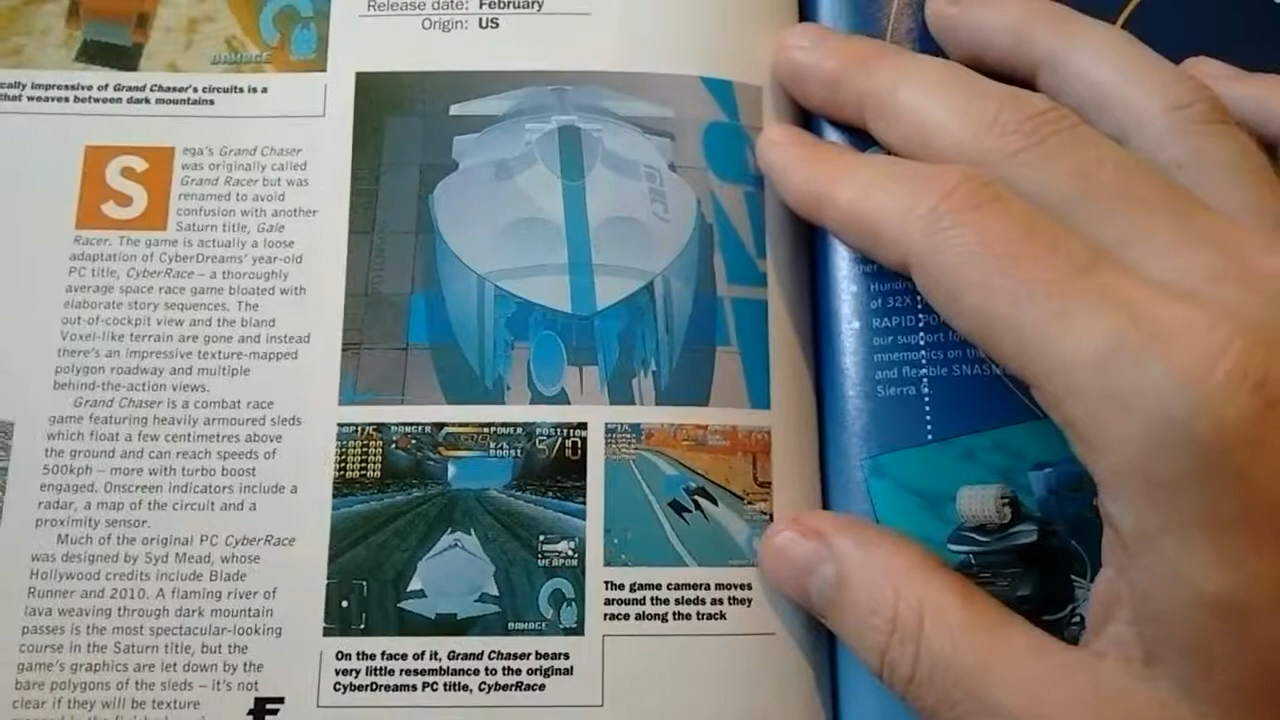 Release date: February
Origin: US
DAMAGE
cally impressive of Grand Chaser's circuits is a
that weaves between dark mountains
Sega's Grand Chaser
was originally called
Grand Racer but was
renamed to avoid
confusion with another
Saturn title, Gale
Racer. The game is actually a loose
adaptation of CyberDreams' year-old
PC title, CyberRace – a thoroughly
average space race game bloated with
elaborate story sequences. The
out-of-cockpit view and the bland
Voxel-like terrain are gone and instead
there's an impressive texture-mapped
polygon roadway and multiple
behind-the-action views.
Grand Chaser is a combat race
game featuring heavily armoured sleds
which float a few centimetres above
the ground and can reach speeds of
500kph – more with turbo boost
engaged. Onscreen indicators include a
radar, a map of the circuit and a
proximity sensor.
Much of the original PC CyberRace
was designed by Syd Mead, whose
Hollywood credits include Blade
Runner and 2010. A flaming river of
lava weaving through dark mountain
passes is the most spectacular-looking
course in the Saturn title, but the
game's graphics are let down by the
bare polygons of the sleds – it's not
clear if they will be texture
DANGER POWER POSITION
BOOST 5/10
WEAPON
DAMAGE
On the face of it, Grand Chaser bears
very little resemblance to the original
CyberDreams PC title, CyberRace
The game camera moves
around the sleds as they
race along the track
Hundre
of 32X
RAPID
our support
mnemonics on the
and flexible SNASM
Sierra